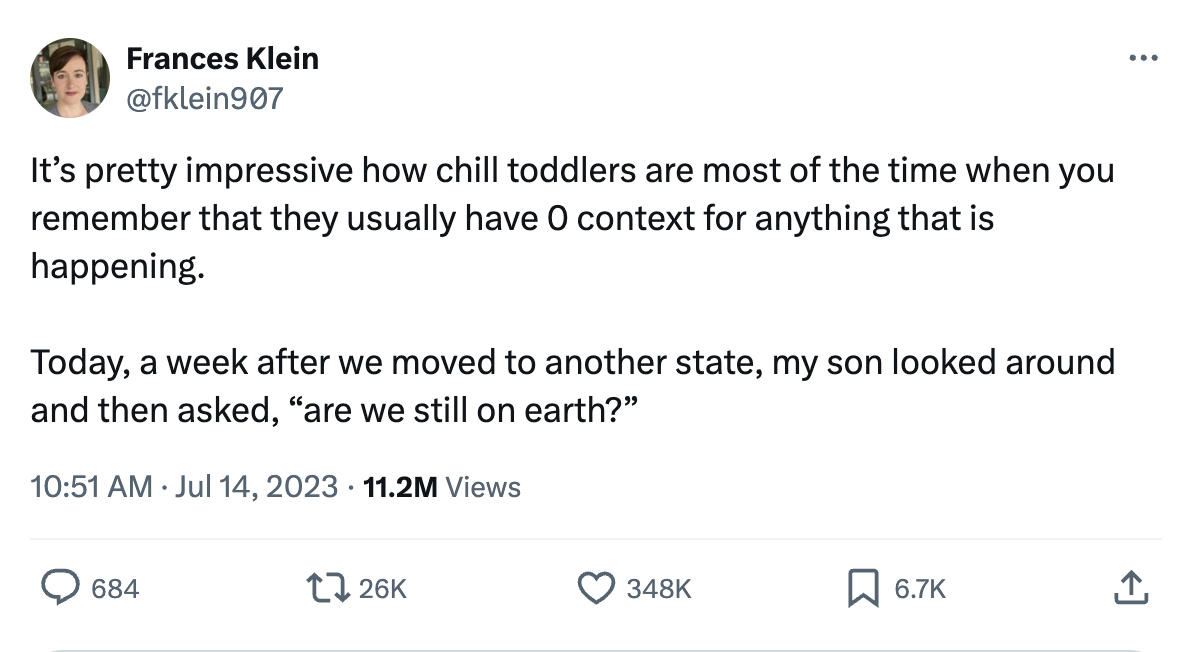 Frances Klein
@fklein907
It’s pretty impressive how chill toddlers are most of the time when you
remember that they usually have 0 context for anything that is
happening.
Today, a week after we moved to another state, my son looked around
and then asked, “are we still on earth?”
10:51 AM · Jul 14, 2023 · 11.2M Views
684 26K 348K 6.7K